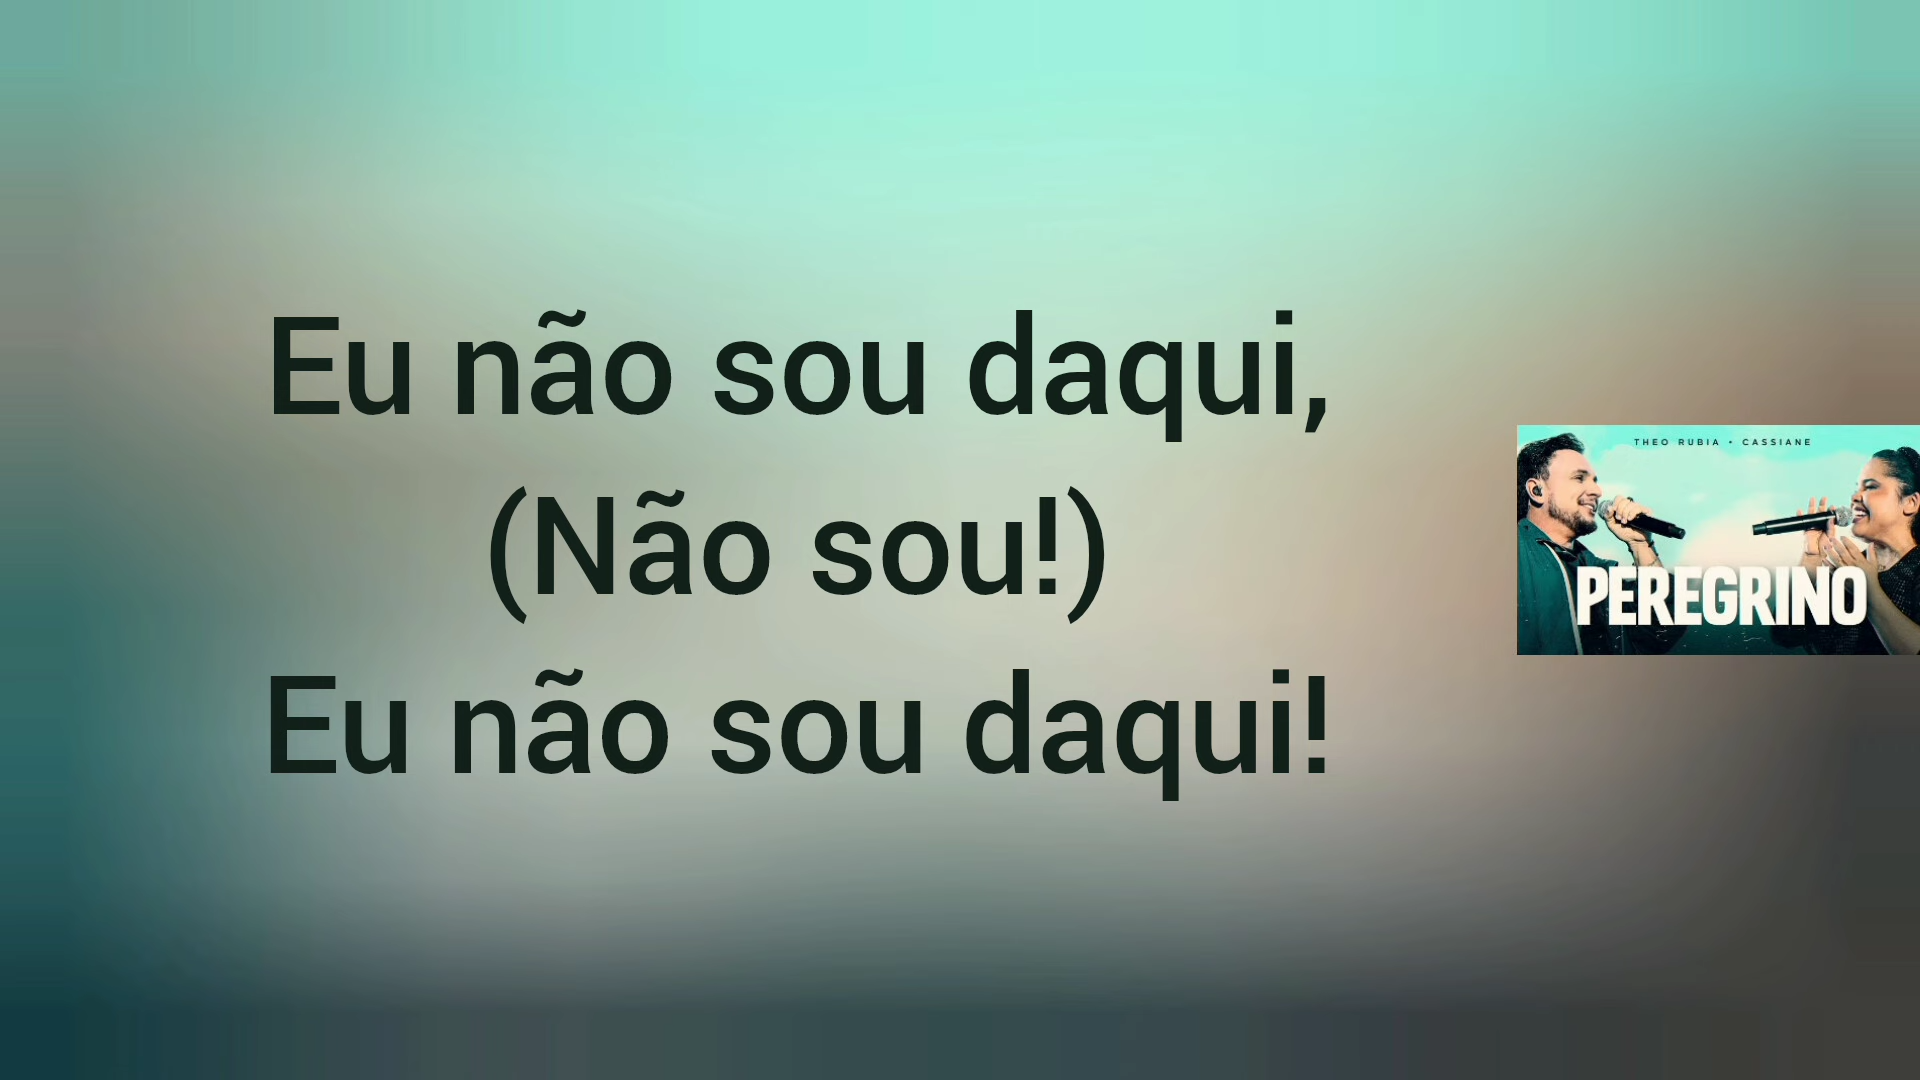 Eu não sou daqui,
(Não sou!)
Eu não sou daqui!
THEO RUBIA • CASSIANE
PEREGRINO